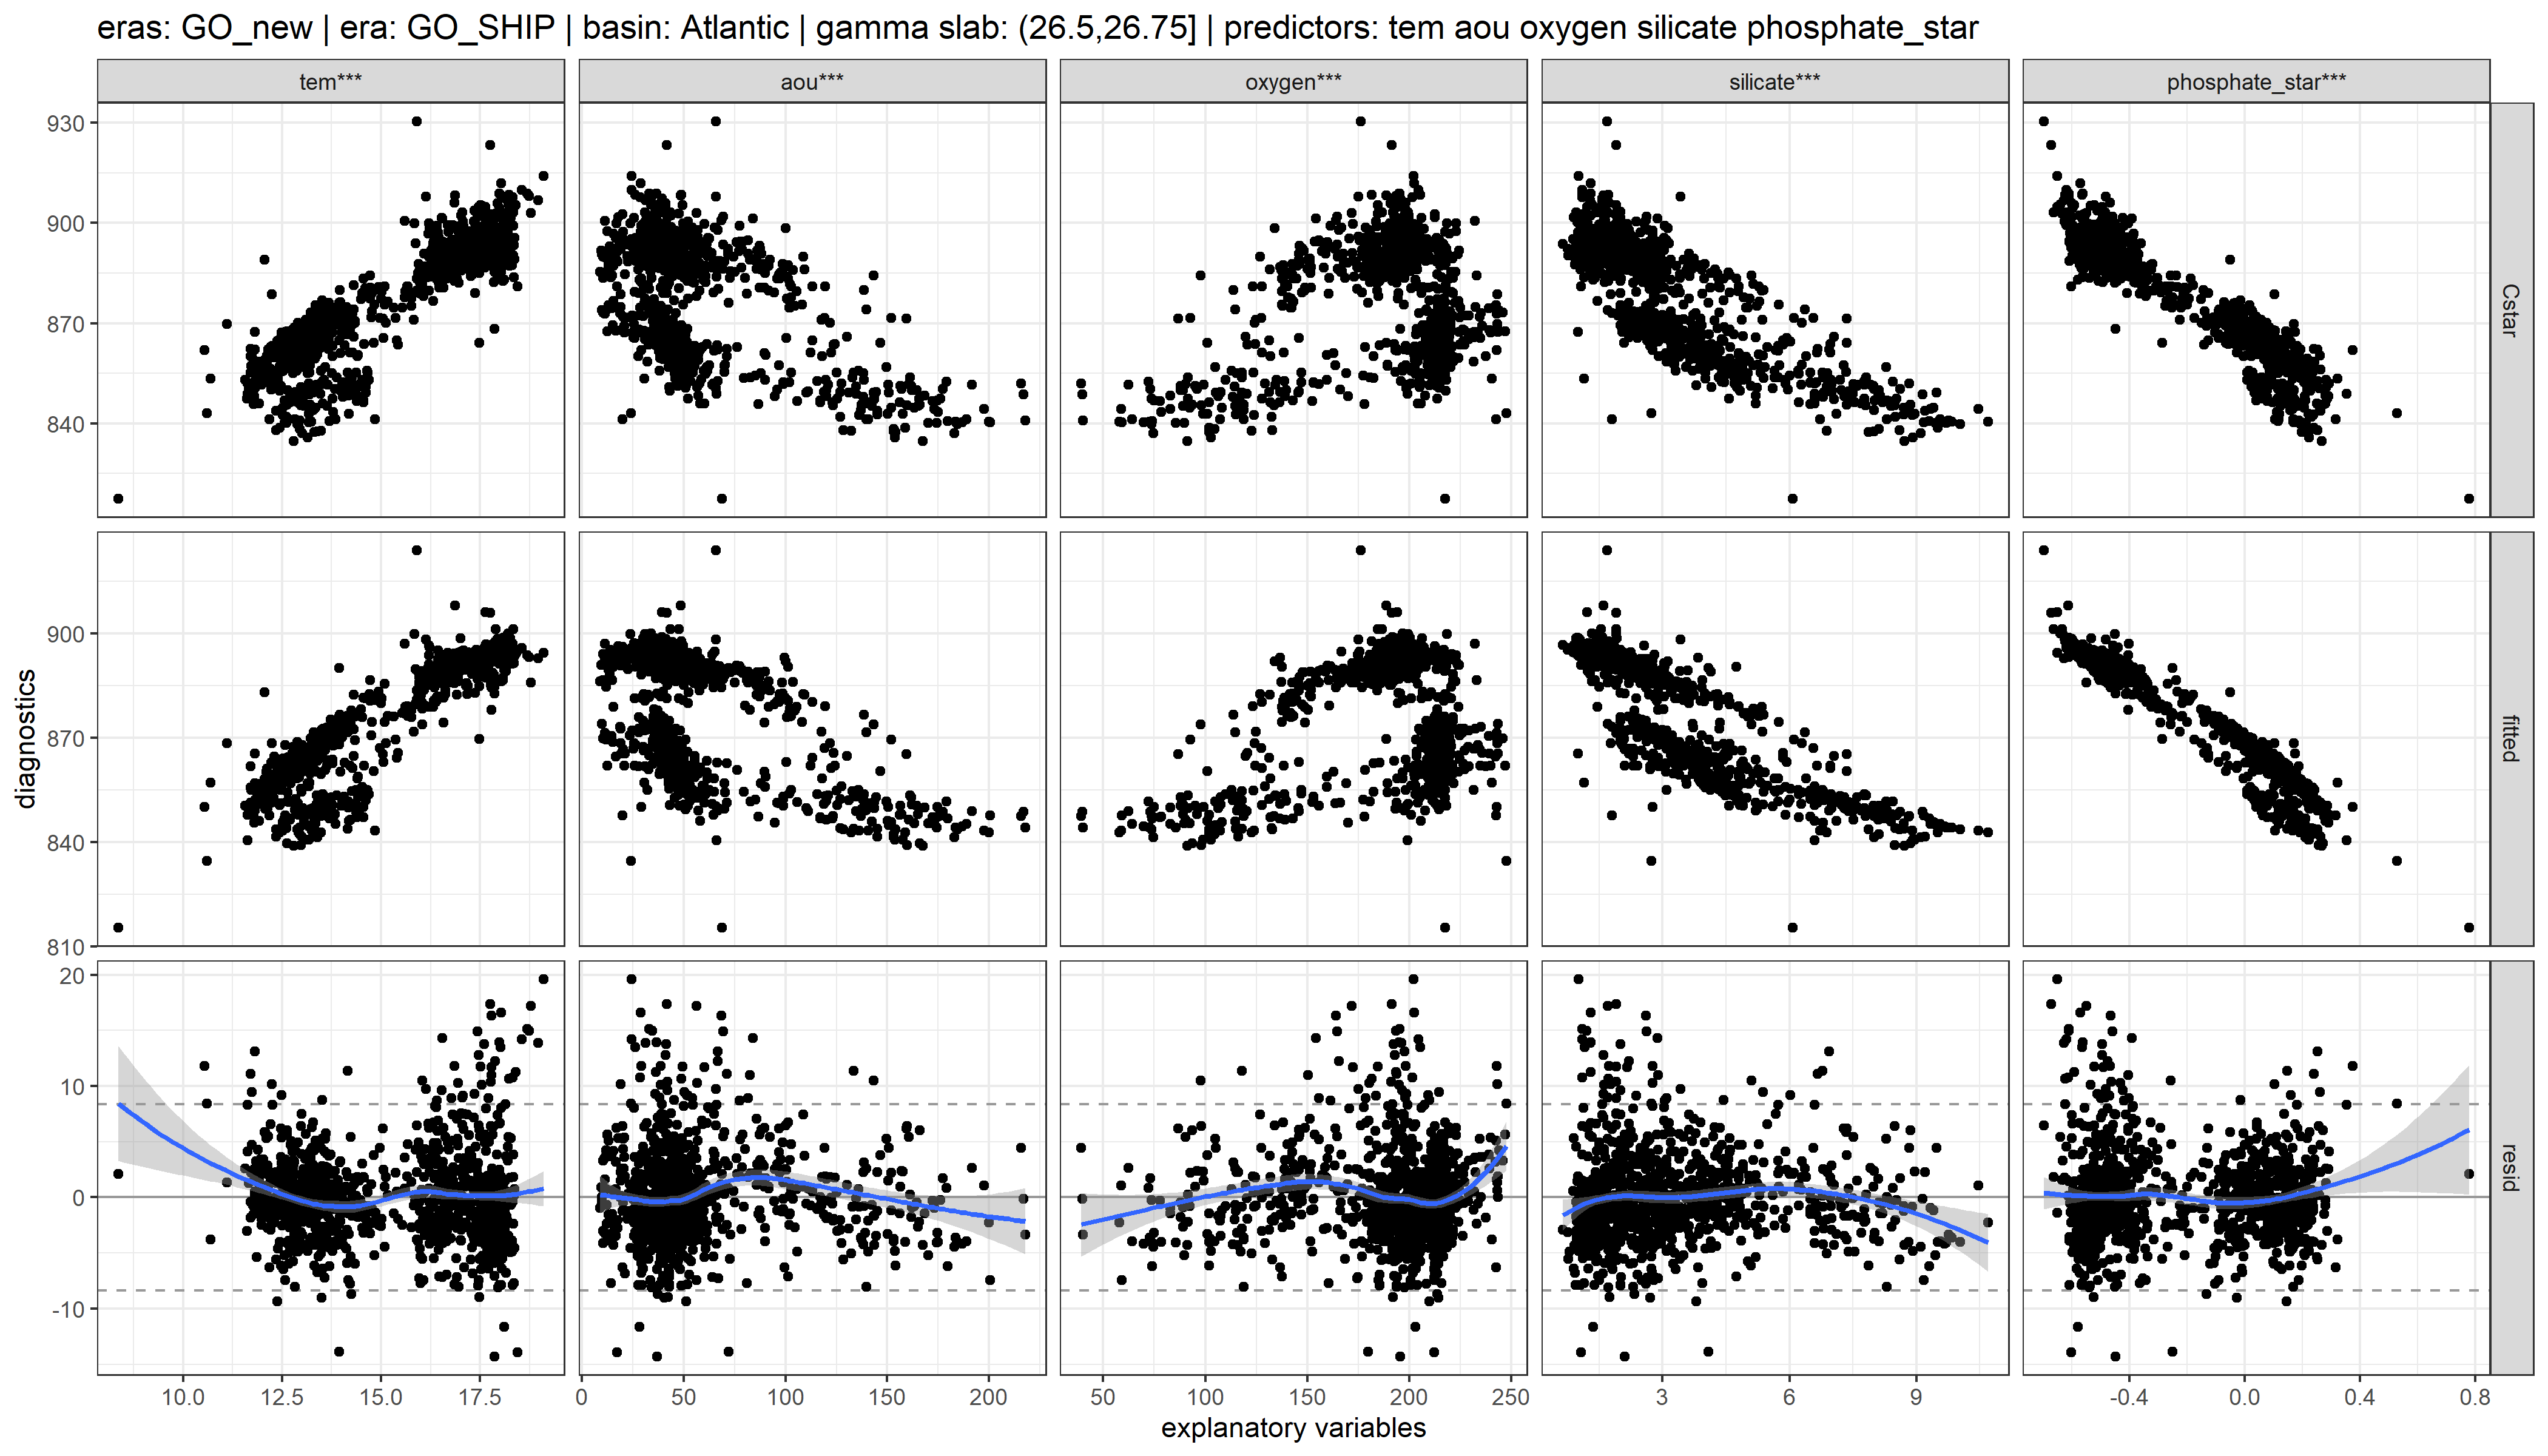 eras: GO_new | era: GO_SHIP | basin: Atlantic | gamma slab: (26.5,26.75] | predictors: tem aou oxygen silicate phosphate_star
tem*** aou*** oxygen*** silicate*** phosphate_star***
930
900
870
840
Cstar
900
870
840
810
fitted
diagnostics
20
10
0
-10
resid
10.0 12.5 15.0 17.5 0 50 100 150 200 50 100 150 200 250 3 6 9 -0.4 0.0 0.4 0.8
explanatory variables